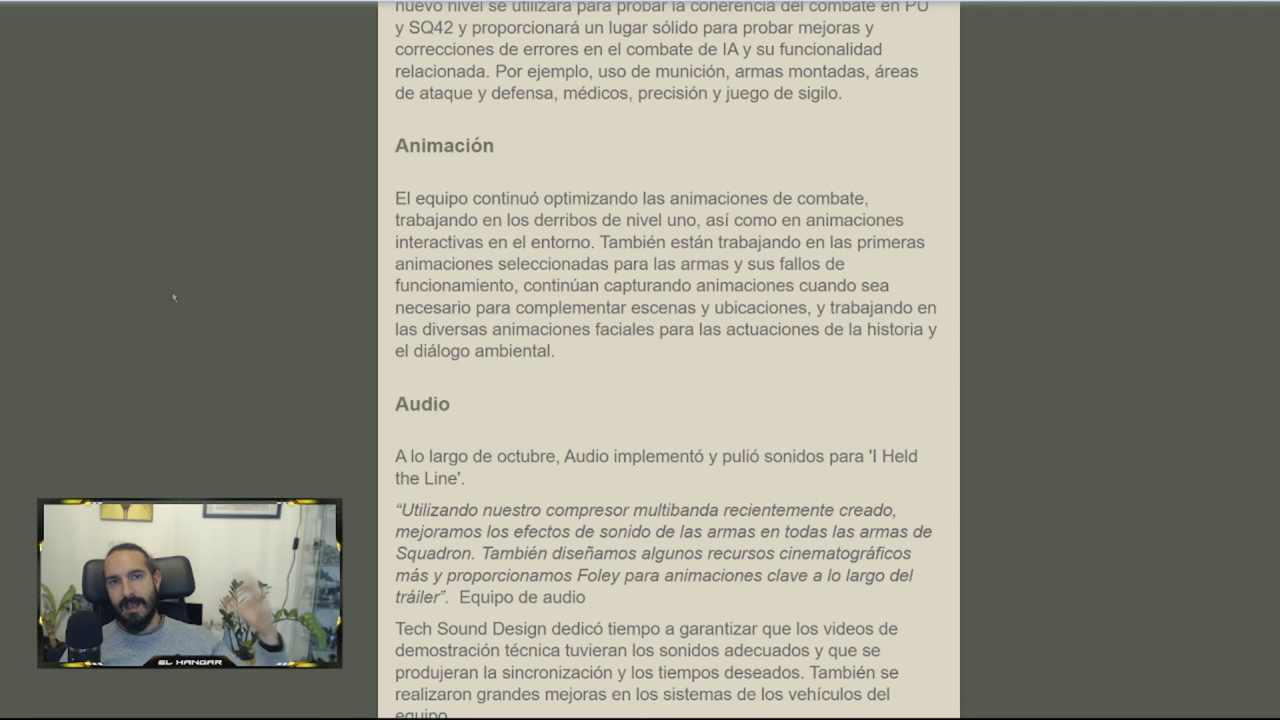 nuevo nivel se utilizará para probar la coherencia del combate en PU
y SQ42 y proporcionará un lugar sólido para probar mejoras y
correcciones de errores en el combate de IA y su funcionalidad
relacionada. Por ejemplo, uso de munición, armas montadas, áreas
de ataque y defensa, médicos, precisión y juego de sigilo.
Animación
El equipo continuó optimizando las animaciones de combate,
trabajando en los derribos de nivel uno, así como en animaciones
interactivas en el entorno. También están trabajando en las primeras
animaciones seleccionadas para las armas y sus fallos de
funcionamiento, continúan capturando animaciones cuando sea
necesario para complementar escenas y ubicaciones, y trabajando en
las diversas animaciones faciales para las actuaciones de la historia y
el diálogo ambiental.
Audio
A lo largo de octubre, Audio implementó y pulió sonidos para 'I Held
the Line'.
“Utilizando nuestro compresor multibanda recientemente creado,
mejoramos los efectos de sonido de las armas en todas las armas de
Squadron. También diseñamos algunos recursos cinematográficos
más y proporcionamos Foley para animaciones clave a lo largo del
tráiler”. Equipo de audio
Tech Sound Design dedicó tiempo a garantizar que los videos de
demostración técnica tuvieran los sonidos adecuados y que se
produjeran la sincronización y los tiempos deseados. También se
realizaron grandes mejoras en los sistemas de los vehículos del
equipo
EL HANGAR